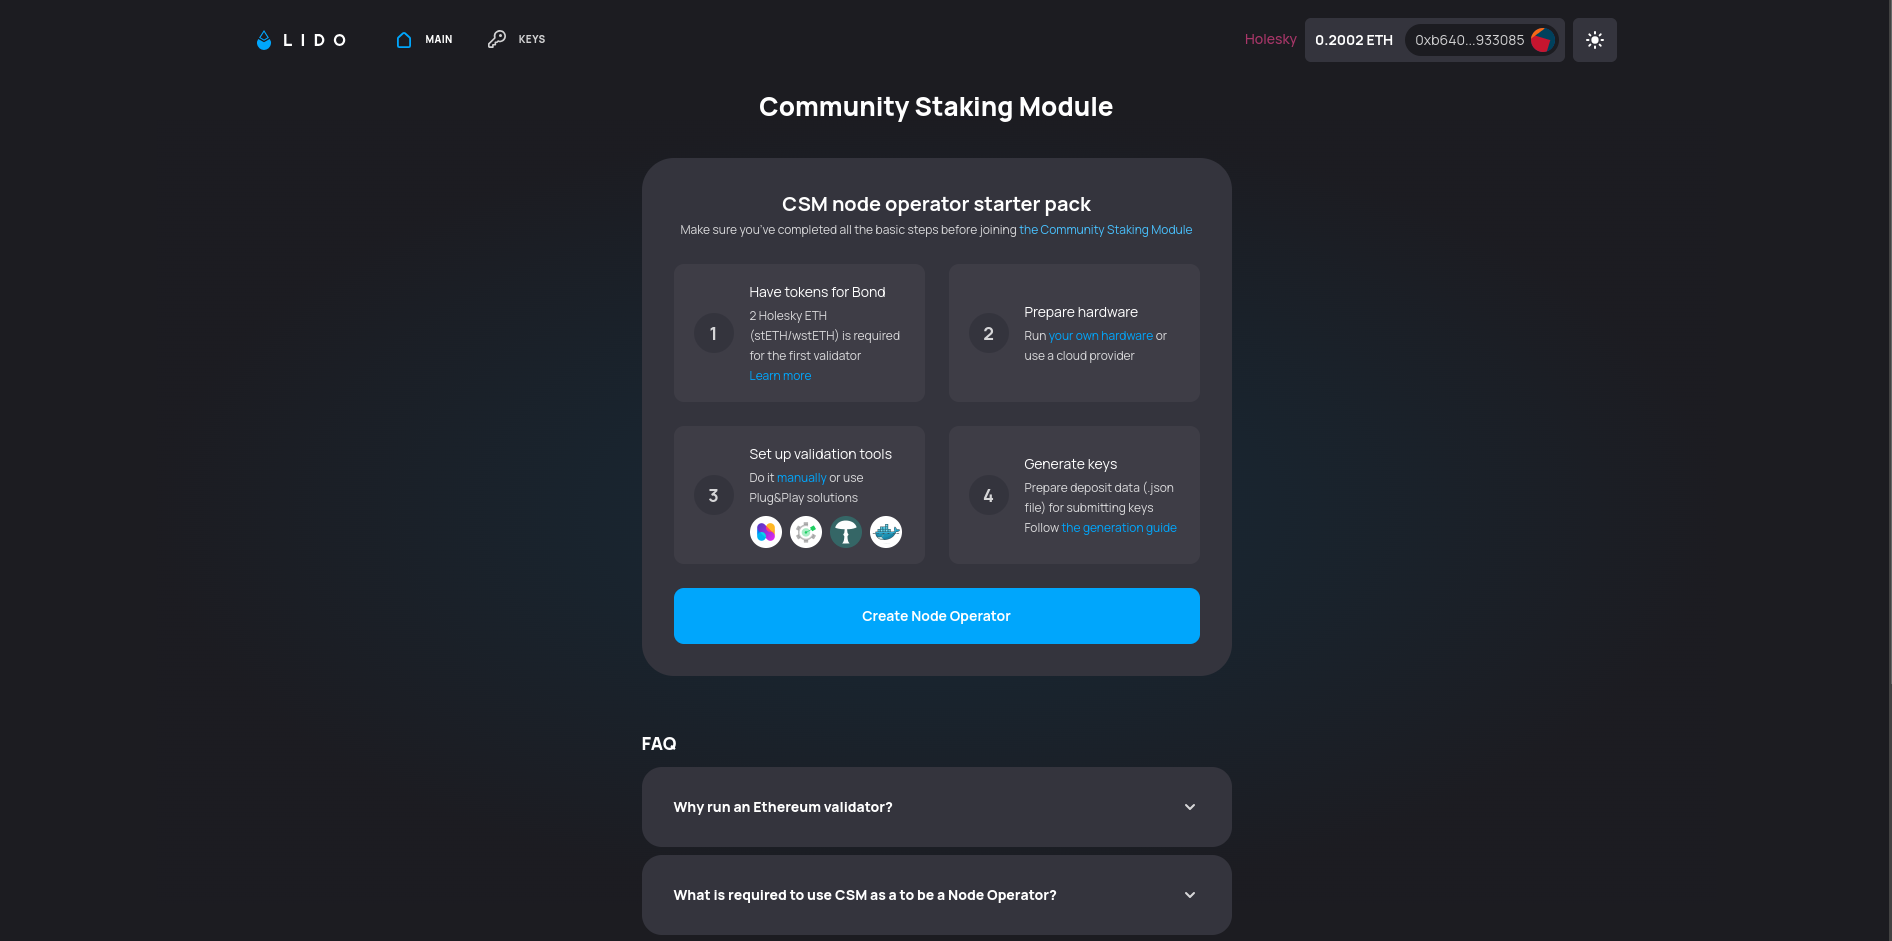 LIDO
MAIN
KEYS
Holesky
0.2002 ETH
0xb640...933085
Community Staking Module
CSM node operator starter pack
Make sure you've completed all the basic steps before joining the Community Staking Module
1
Have tokens for Bond
2 Holesky ETH
(stETH/wstETH) is required
for the first validator
Learn more
2
Prepare hardware
Run your own hardware or
use a cloud provider
3
Set up validation tools
Do it manually or use
Plug&Play solutions
4
Generate keys
Prepare deposit data (.json
file) for submitting keys
Follow the generation guide
Create Node Operator
FAQ
Why run an Ethereum validator?
What is required to use CSM as a to be a Node Operator?